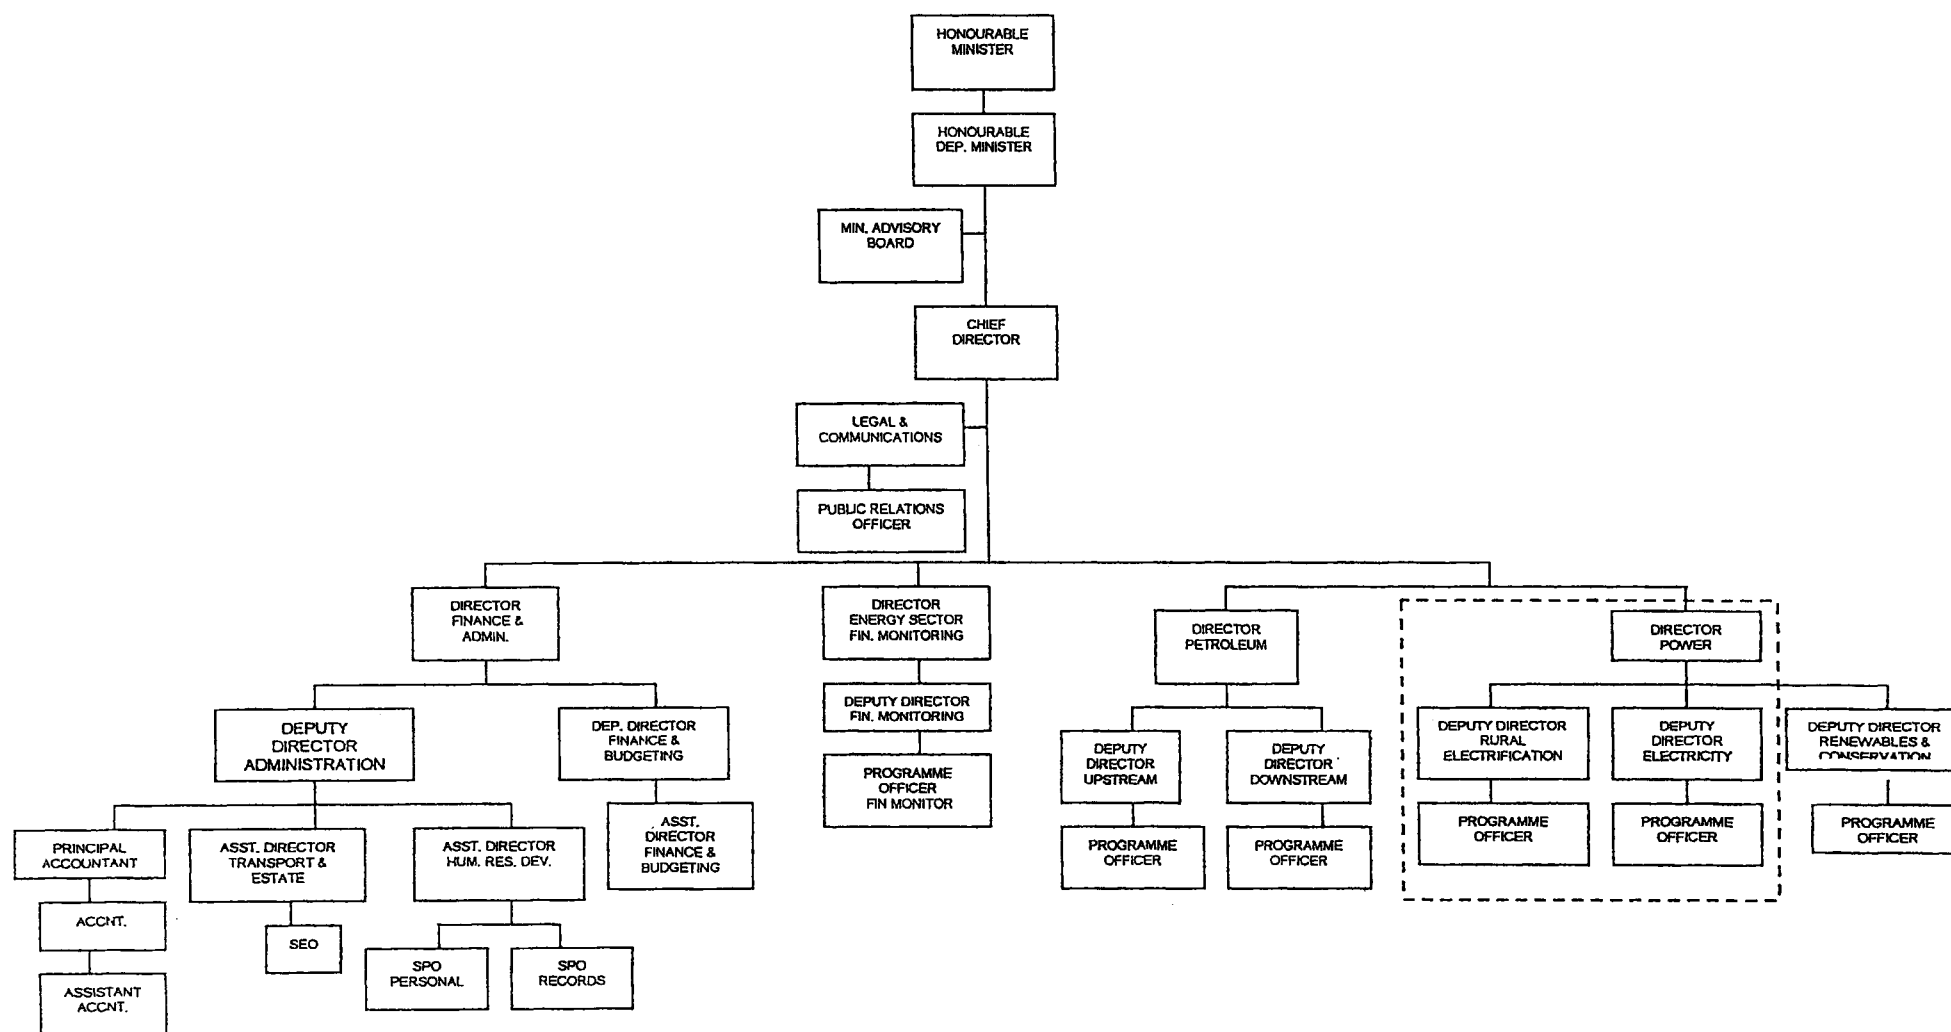 HONOURABLE
MINISTER
HONOURABLE
DEP. MINISTER
MIN. ADVISORY
BOARD
CHIEF
DIRECTOR
LEGAL &
COMMUNICATIONS
PUBLIC RELATIONS
OFFICER
DIRECTOR
FINANCE &
ADMIN.
DIRECTOR
ENERGY SECTOR
FIN. MONITORING
DIRECTOR
PETROLEUM
DIRECTOR
POWER
DEPUTY
DIRECTOR
ADMINISTRATION
DEP. DIRECTOR
FINANCE &
BUDGETING
DEPUTY DIRECTOR
FIN. MONITORING
DEPUTY
DIRECTOR
UPSTREAM
DEPUTY
DIRECTOR
DOWNSTREAM
DEPUTY DIRECTOR
RURAL
ELECTRIFICATION
DEPUTY
DIRECTOR
ELECTRICITY
DEPUTY DIRECTOR
RENEWABLES &
CONSERVATION
PRINCIPAL
ACCOUNTANT
ASST. DIRECTOR
TRANSPORT &
ESTATE
ASST. DIRECTOR
HUM. RES. DEV.
ASST.
DIRECTOR
FINANCE &
BUDGETING
PROGRAMME
OFFICER
FIN MONITOR
PROGRAMME
OFFICER
PROGRAMME
OFFICER
PROGRAMME
OFFICER
PROGRAMME
OFFICER
PROGRAMME
OFFICER
ACCNT.
SEO
SPO
PERSONAL
SPO
RECORDS
ASSISTANT
ACCNT.